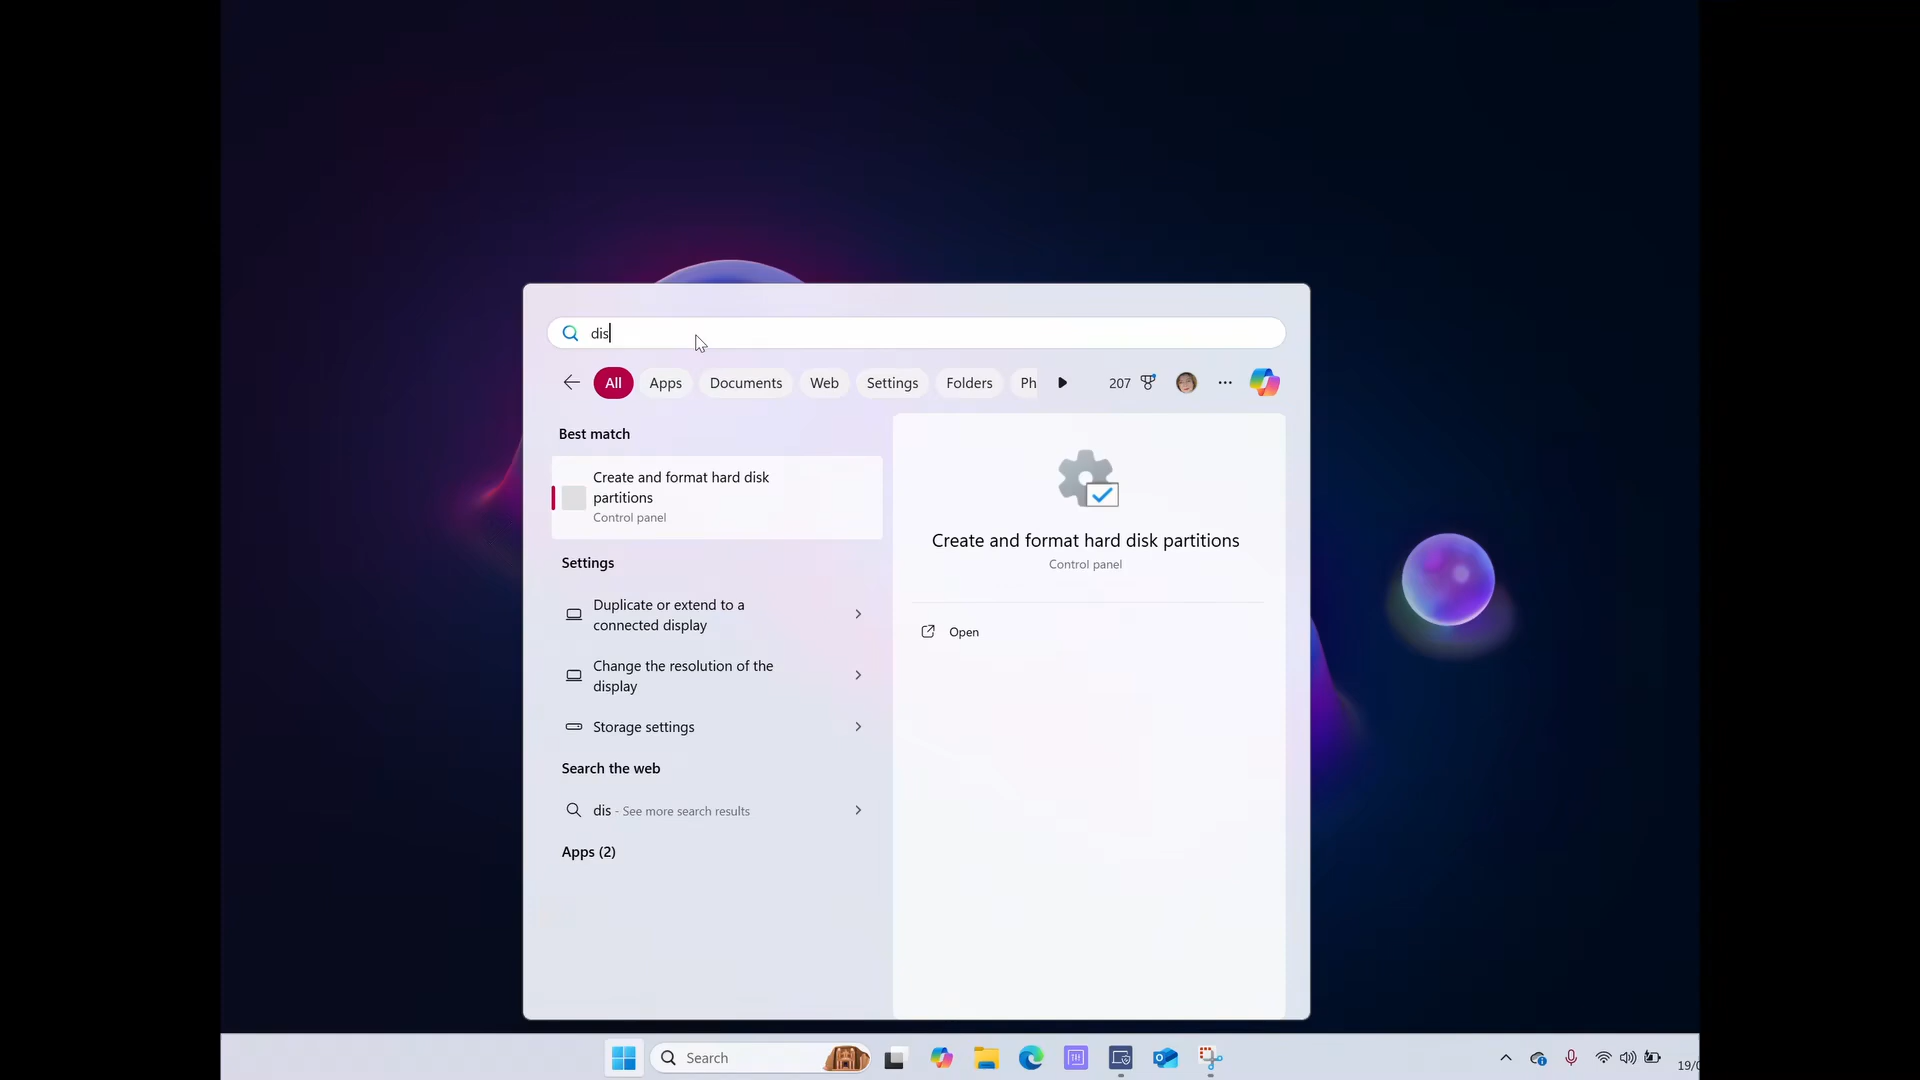 dis
All Apps Documents Web Settings Folders Ph 207
Best match
Create and format hard disk
partitions
Control panel
Settings
Duplicate or extend to a
connected display
Change the resolution of the
display
Storage settings
Search the web
dis - See more search results
Apps (2)
Create and format hard disk partitions
Control panel
Open
Search
19/0